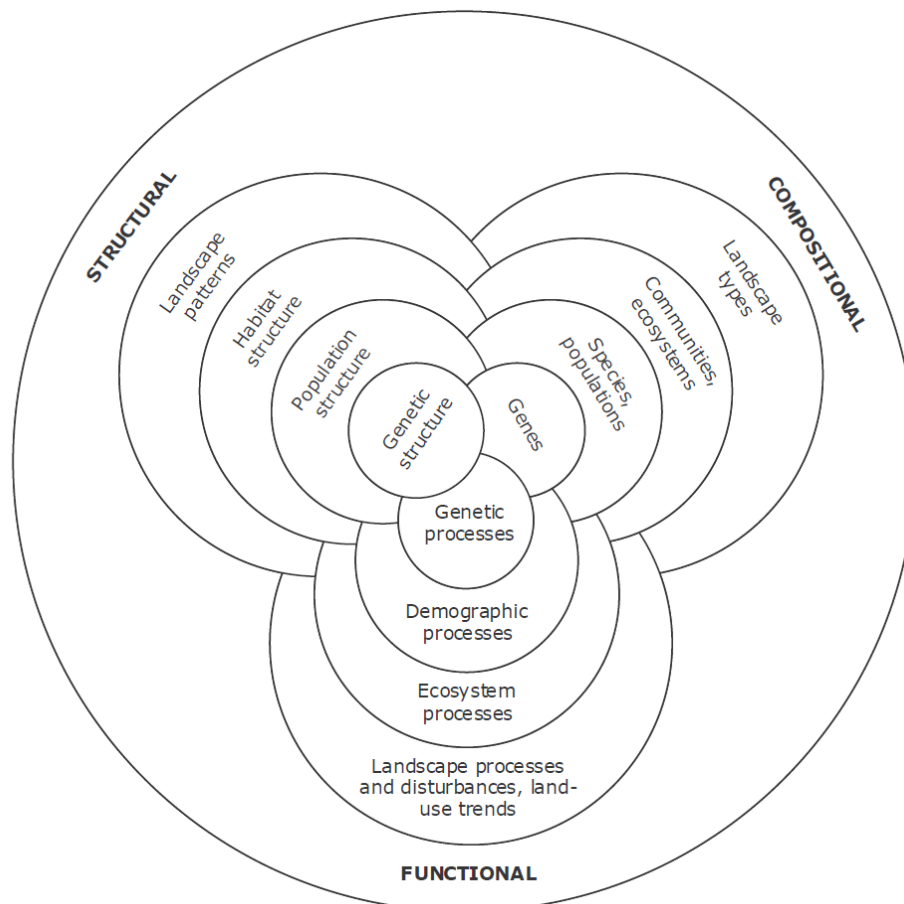 STRUCTURAL
Landscape
patterns
Habitat
structure
Population
structure
Genetic
structure
COMPOSITIONAL
Landscape
types
Communities,
ecosystems
Species,
populations
Genes
Genetic
processes
Demographic
processes
Ecosystem
processes
Landscape processes
and disturbances, land-
use trends
FUNCTIONAL